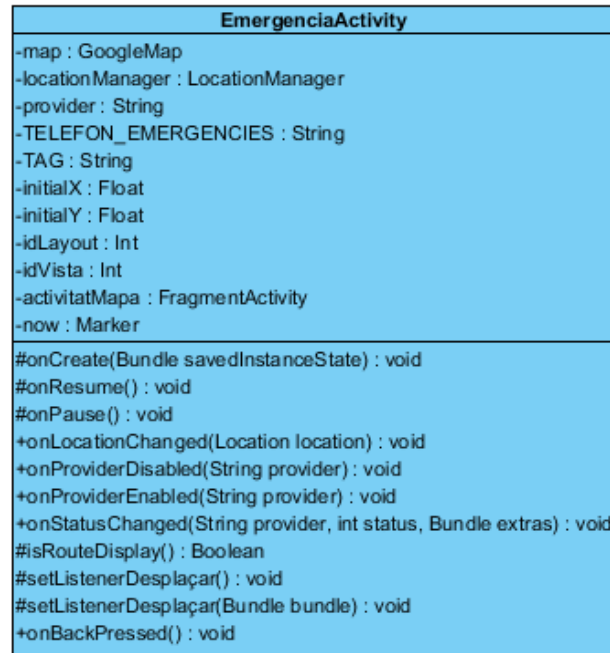 EmergenciaActivity
-map : GoogleMap
-locationManager : LocationManager
-provider : String
-TELEFON_EMERGENCIES : String
-TAG : String
-initialX : Float
-initialY : Float
-idLayout : Int
-idVista : Int
-activitatMapa : FragmentActivity
-now : Marker
#onCreate(Bundle savedInstanceState) : void
#onResume() : void
#onPause() : void
+onLocationChanged(Location location) : void
+onProviderDisabled(String provider) : void
+onProviderEnabled(String provider) : void
+onStatusChanged(String provider, int status, Bundle extras) : void
#isRouteDisplay() : Boolean
#setListenerDesplaçar() : void
#setListenerDesplaçar(Bundle bundle) : void
+onBackPressed() : void